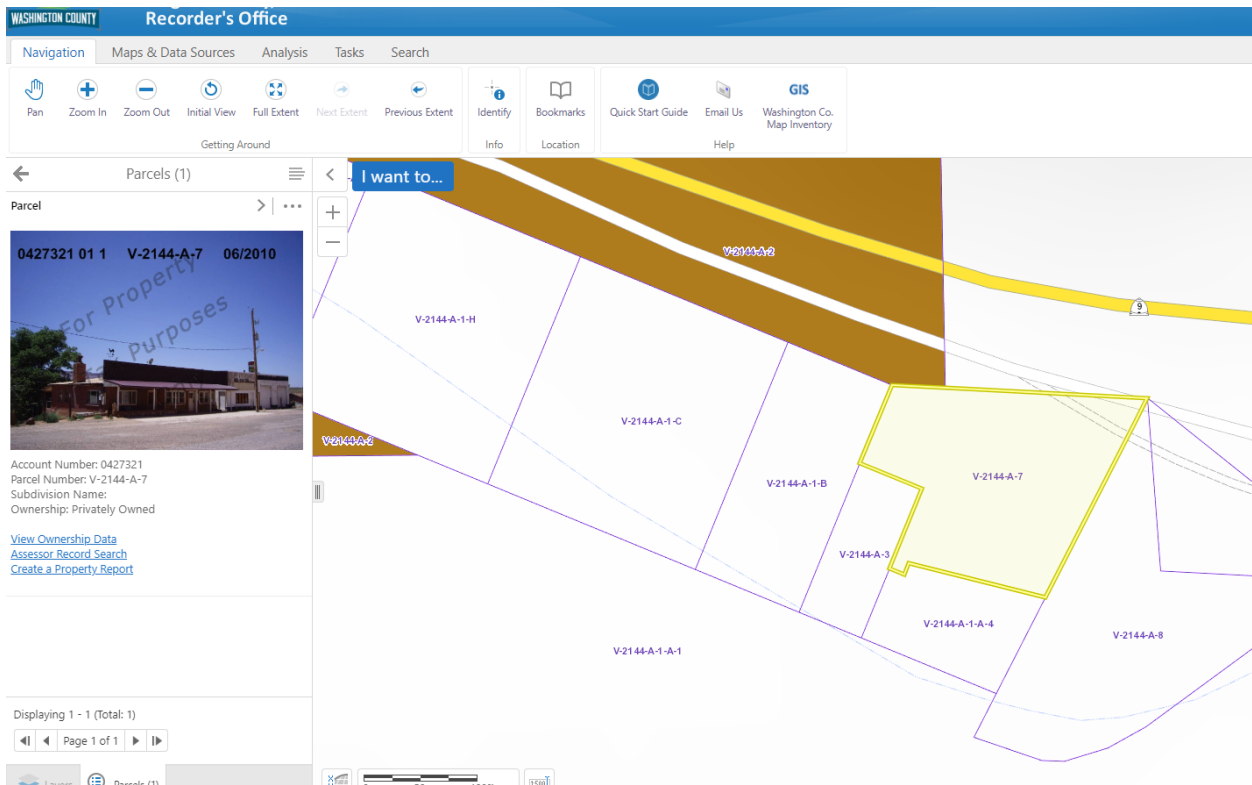 WASHINGTON COUNTY
Recorder's Office
Navigation Maps & Data Sources Analysis Tasks Search
Pan Zoom In Zoom Out Initial View Full Extent Next Extent Previous Extent
Getting Around
Identify
Info
Bookmarks
Location
Quick Start Guide Email Us
GIS
Washington Co.
Map Inventory
Help
Parcels (1)
I want to...
Parcel
0427321 01 1 V-2144-A-7 06/2010
For Property
Purposes
Account Number: 0427321
Parcel Number: V-2144-A-7
Subdivision Name:
Ownership: Privately Owned
View Ownership Data
Assessor Record Search
Create a Property Report
Displaying 1 - 1 (Total: 1)
Page 1 of 1
Layers Parcels (1)
V-2144-A-2
9
V-2144-A-1-H
V-2144-A-1-C
V-2144-A-2
V-2144-A-7
V-2144-A-1-B
V-2144-A-3
V-2144-A-1-A-4
V-2144-A-8
V-2144-A-1-A-1